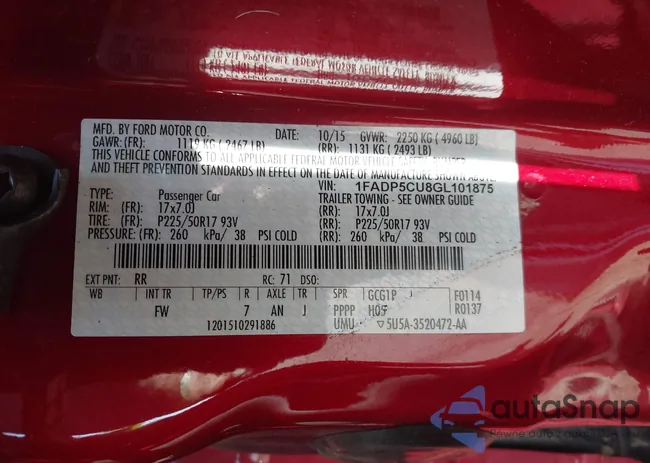 MFD. BY FORD MOTOR CO. DATE: 10/15 GVWR: 2250 KG ( 4960 LB)
GAWR: (FR): 1119 KG ( 2467 LB) (RR): 1131 KG ( 2493 LB)
THIS VEHICLE CONFORMS TO ALL APPLICABLE FEDERAL MOTOR VEHICLE SAFETY, BUMPER,
AND THEFT PREVENTION STANDARDS IN EFFECT ON THE DATE OF MANUFACTURE SHOWN ABOVE.
VIN: 1FADP5CU8GL101875
TYPE: Passenger Car TRAILER TOWING - SEE OWNER GUIDE
RIM: (FR): 17x7.0J (RR): 17x7.0J
TIRE: (FR): P225/50R17 93V (RR): P225/50R17 93V
PRESSURE: (FR): 260 kPa/ 38 PSI COLD (RR): 260 kPa/ 38 PSI COLD
EXT PNT: RR RC: 71 DSO:
WB INT TR TP/PS R AXLE TR SPR GCG1P F0114
FW 7 AN J PPPP R0137
1201510291886 UMU 5U5A-3520472-AA
autoSnap